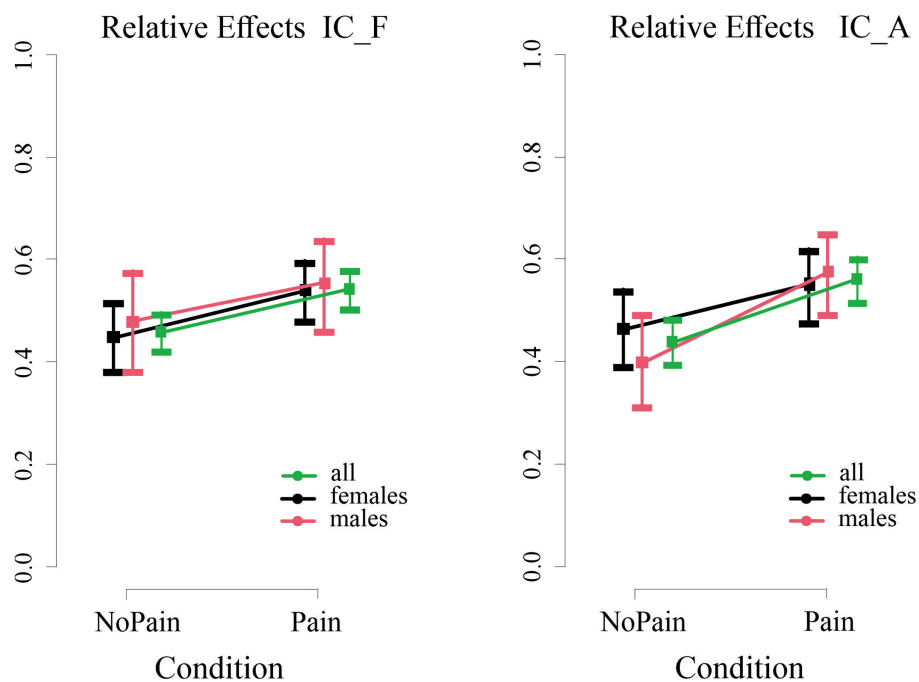 Relative Effects IC_F
1.0
0.8
0.6
0.4
0.2
0.0
all
females
males
NoPain Pain
Condition
Relative Effects IC_A
1.0
0.8
0.6
0.4
0.2
0.0
all
females
males
NoPain Pain
Condition